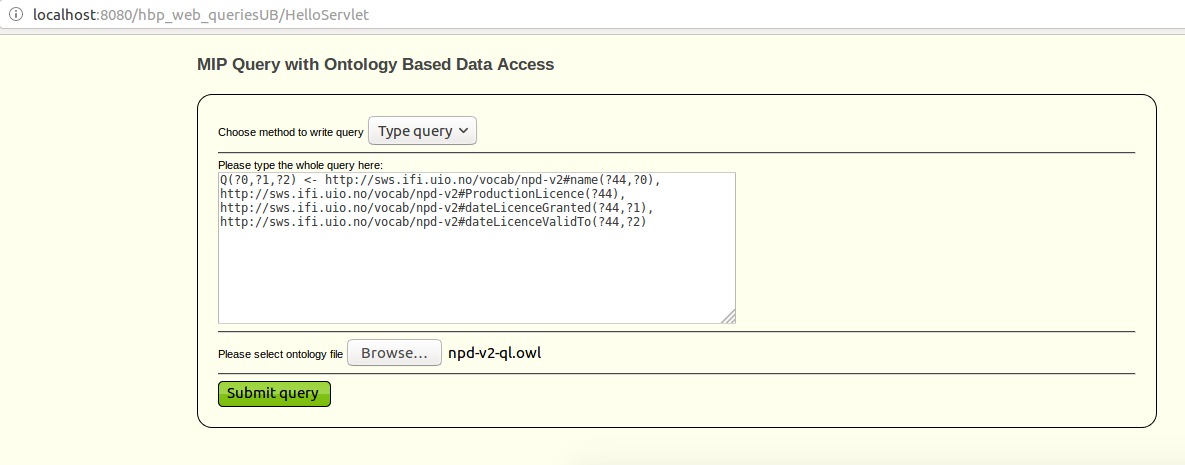 localhost:8080/hbp_web_queriesUB/HelloServlet
MIP Query with Ontology Based Data Access
Choose method to write query Type query
Please type the whole query here:
Q(?0,?1,?2) <- http://sws.ifi.uio.no/vocab/npd-v2#name(?44,?0),
http://sws.ifi.uio.no/vocab/npd-v2#ProductionLicence(?44),
http://sws.ifi.uio.no/vocab/npd-v2#dateLicenceGranted(?44,?1),
http://sws.ifi.uio.no/vocab/npd-v2#dateLicenceValidTo(?44,?2)
Please select ontology file Browse... npd-v2-ql.owl
Submit query